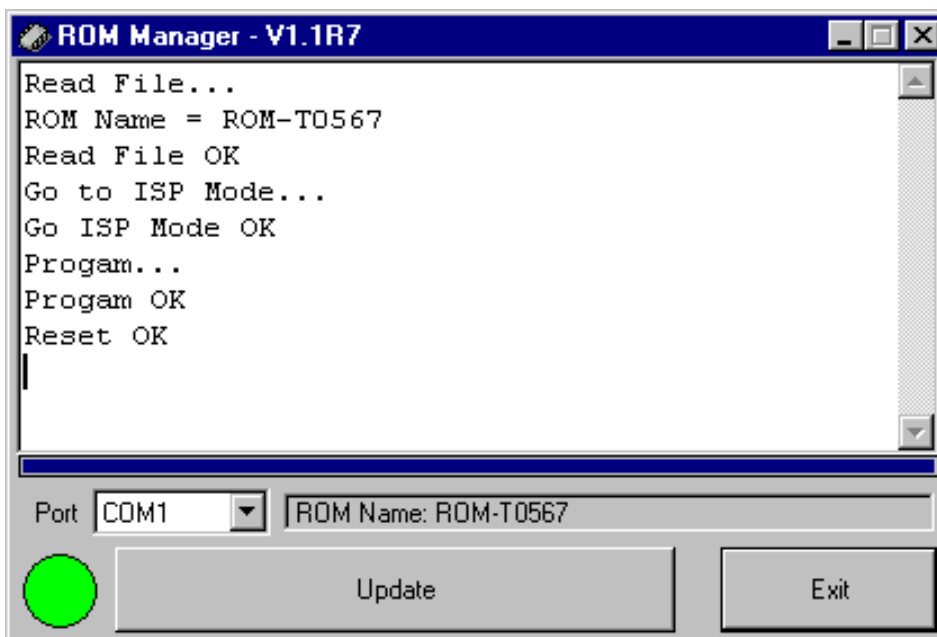 ROM Manager - V1.1R7
Read File...
ROM Name = ROM-T0567
Read File OK
Go to ISP Mode...
Go ISP Mode OK
Progam...
Progam OK
Reset OK
Port COM1 ROM Name: ROM-T0567
Update Exit